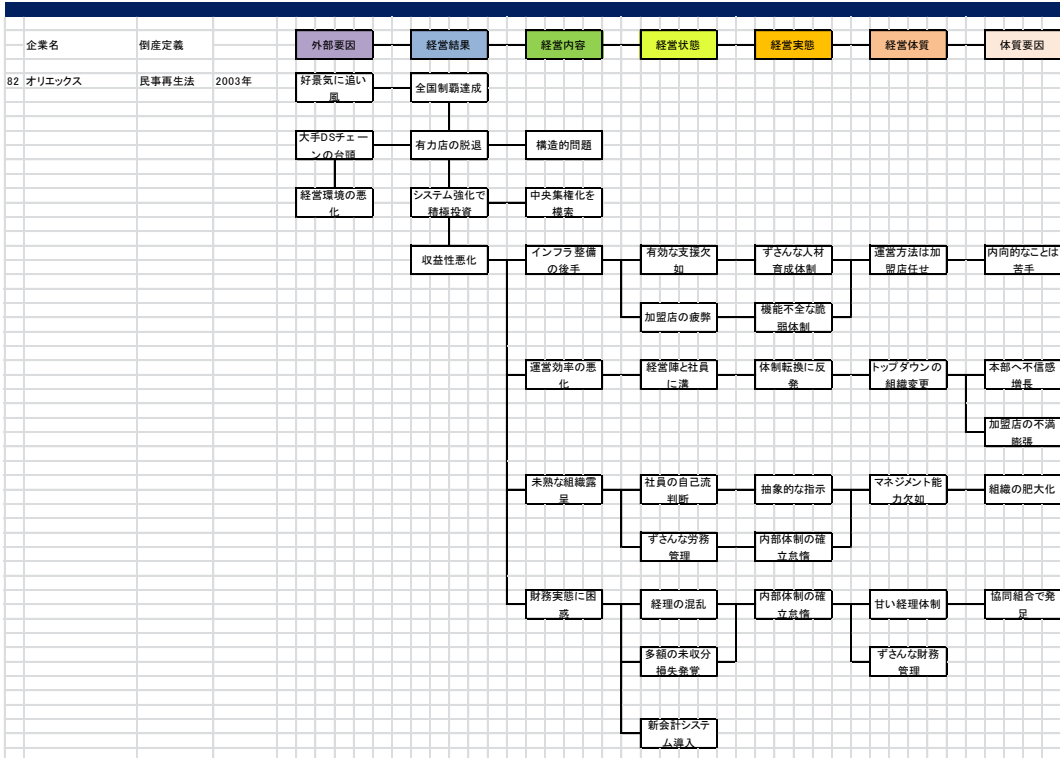 企業名 倒産定義 外部要因 経営結果 経営内容 経営状態 経営実態 経営体質 体質要因
82 オリエックス 民事再生法 2003年
好景気に追い
風
全国制覇達成
大手DSチェー
ンの台頭
有力店の脱退
構造的問題
経営環境の悪
化
システム強化で
積極投資
中央集権化を
模索
収益性悪化
インフラ整備
の後手
有効な支援欠
如
ずさんな人材
育成体制
運営方法は加
盟店任せ
内向的なことは
苦手
加盟店の疲弊
機能不全な脆
弱体制
運営効率の悪
化
経営陣と社員
に溝
体制転換に反
発
トップダウンの
組織変更
本部へ不信感
増長
加盟店の不満
膨張
未熟な組織露
呈
社員の自己流
判断
抽象的な指示
マネジメント能
力欠如
組織の肥大化
ずさんな労務
管理
内部体制の確
立怠惰
財務実態に困
惑
経理の混乱
内部体制の確
立怠惰
甘い経理体制
協同組合で発
足
多額の未収分
損失発覚
ずさんな財務
管理
新会計システ
ム導入